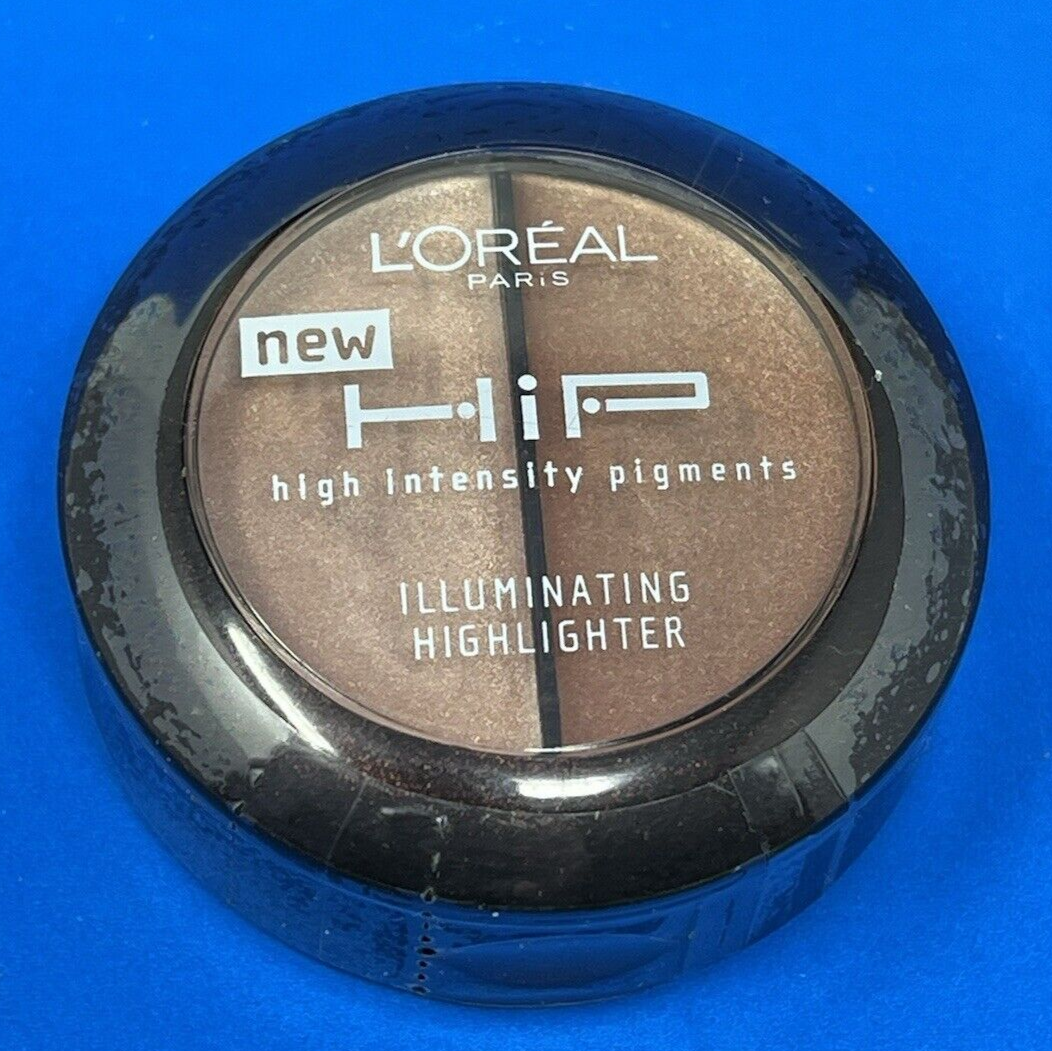 L'ORÉAL
PARiS
new
HiP
high intensity pigments
ILLUMINATING
HIGHLIGHTER